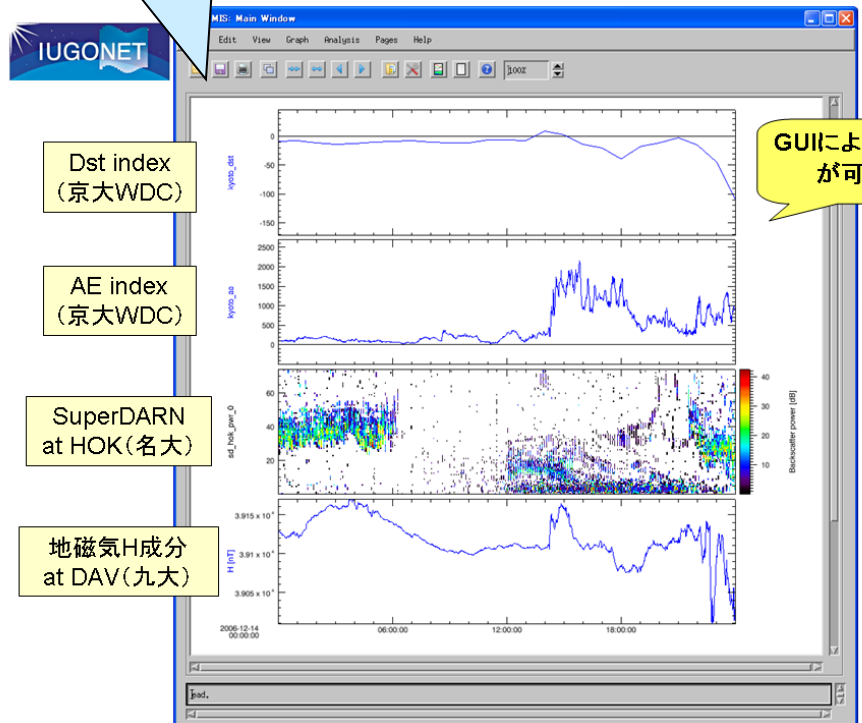 IUGONET
MIS: Main Window
Edit View Graph Analysis Pages Help
100%
Dst index
（京大WDC）
kyoto_dst
0
-50
-100
-150
GUIによ
が可
AE index
（京大WDC）
kyoto_ae
2500
2000
1500
1000
500
0
SuperDARN
at HOK（名大）
sd_hok_pwr_0
60
40
20
40
30
20
10
Backscatter power [dB]
地磁気H成分
at DAV（九大）
H [nT]
3.915 x 10⁴
3.91 x 10⁴
3.905 x 10⁴
2006-12-14
00:00:00
06:00:00
12:00:00
18:00:00